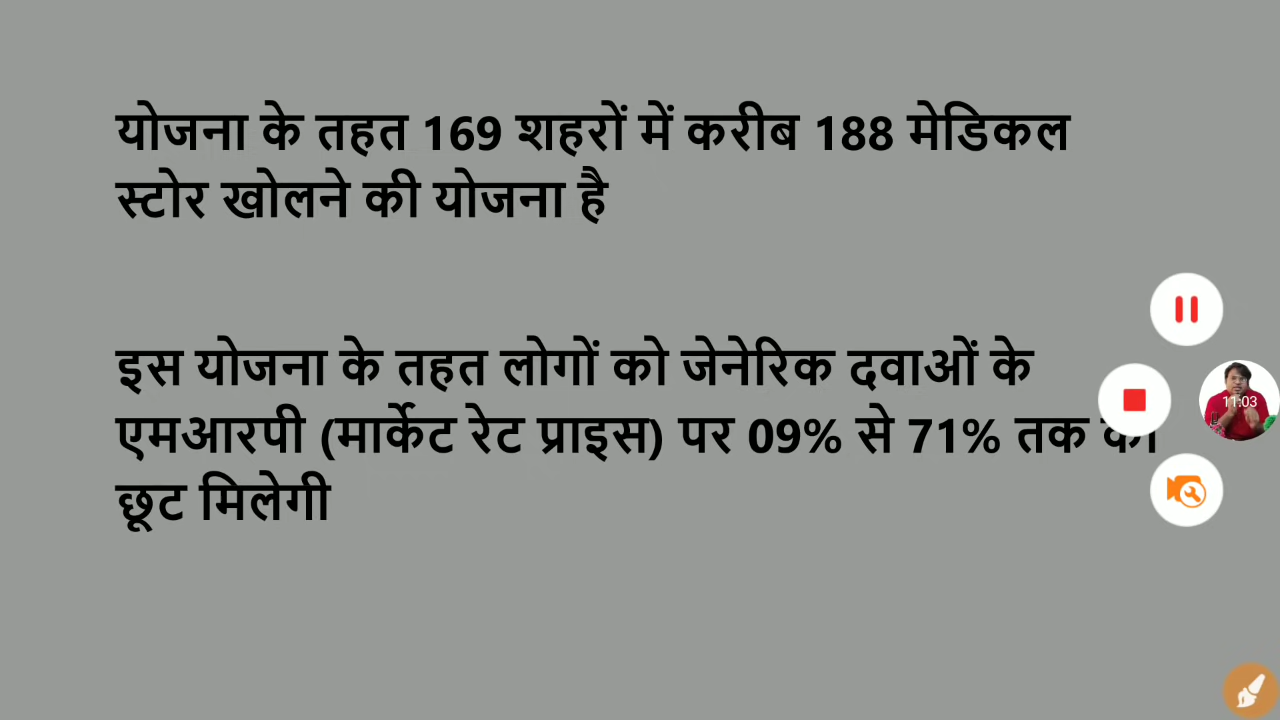 योजना के तहत 169 शहरों में करीब 188 मेडिकल
स्टोर खोलने की योजना है
इस योजना के तहत लोगों को जेनेरिक दवाओं के
एमआरपी (मार्केट रेट प्राइस) पर 09% से 71% तक
छूट मिलेगी
11:03